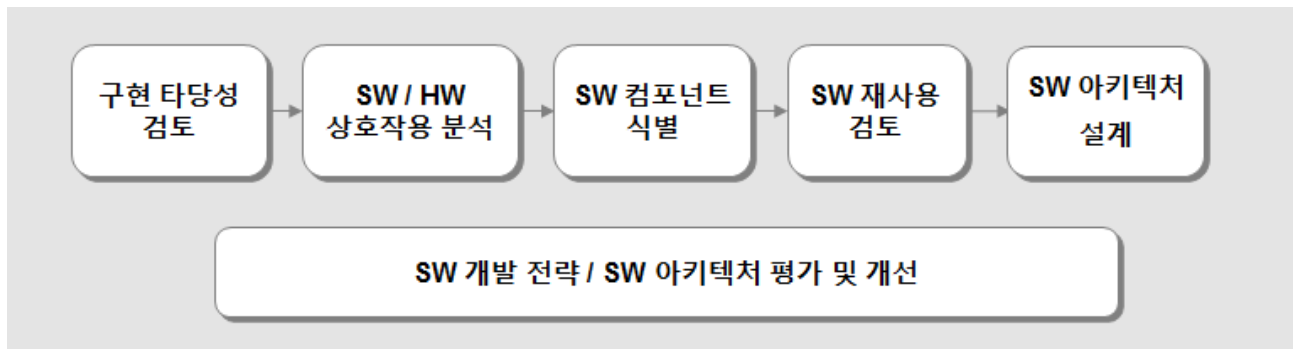 구현 타당성
검토
SW / HW
상호작용 분석
SW 컴포넌트
식별
SW 재사용
검토
SW 아키텍처
설계
SW 개발 전략 / SW 아키텍처 평가 및 개선